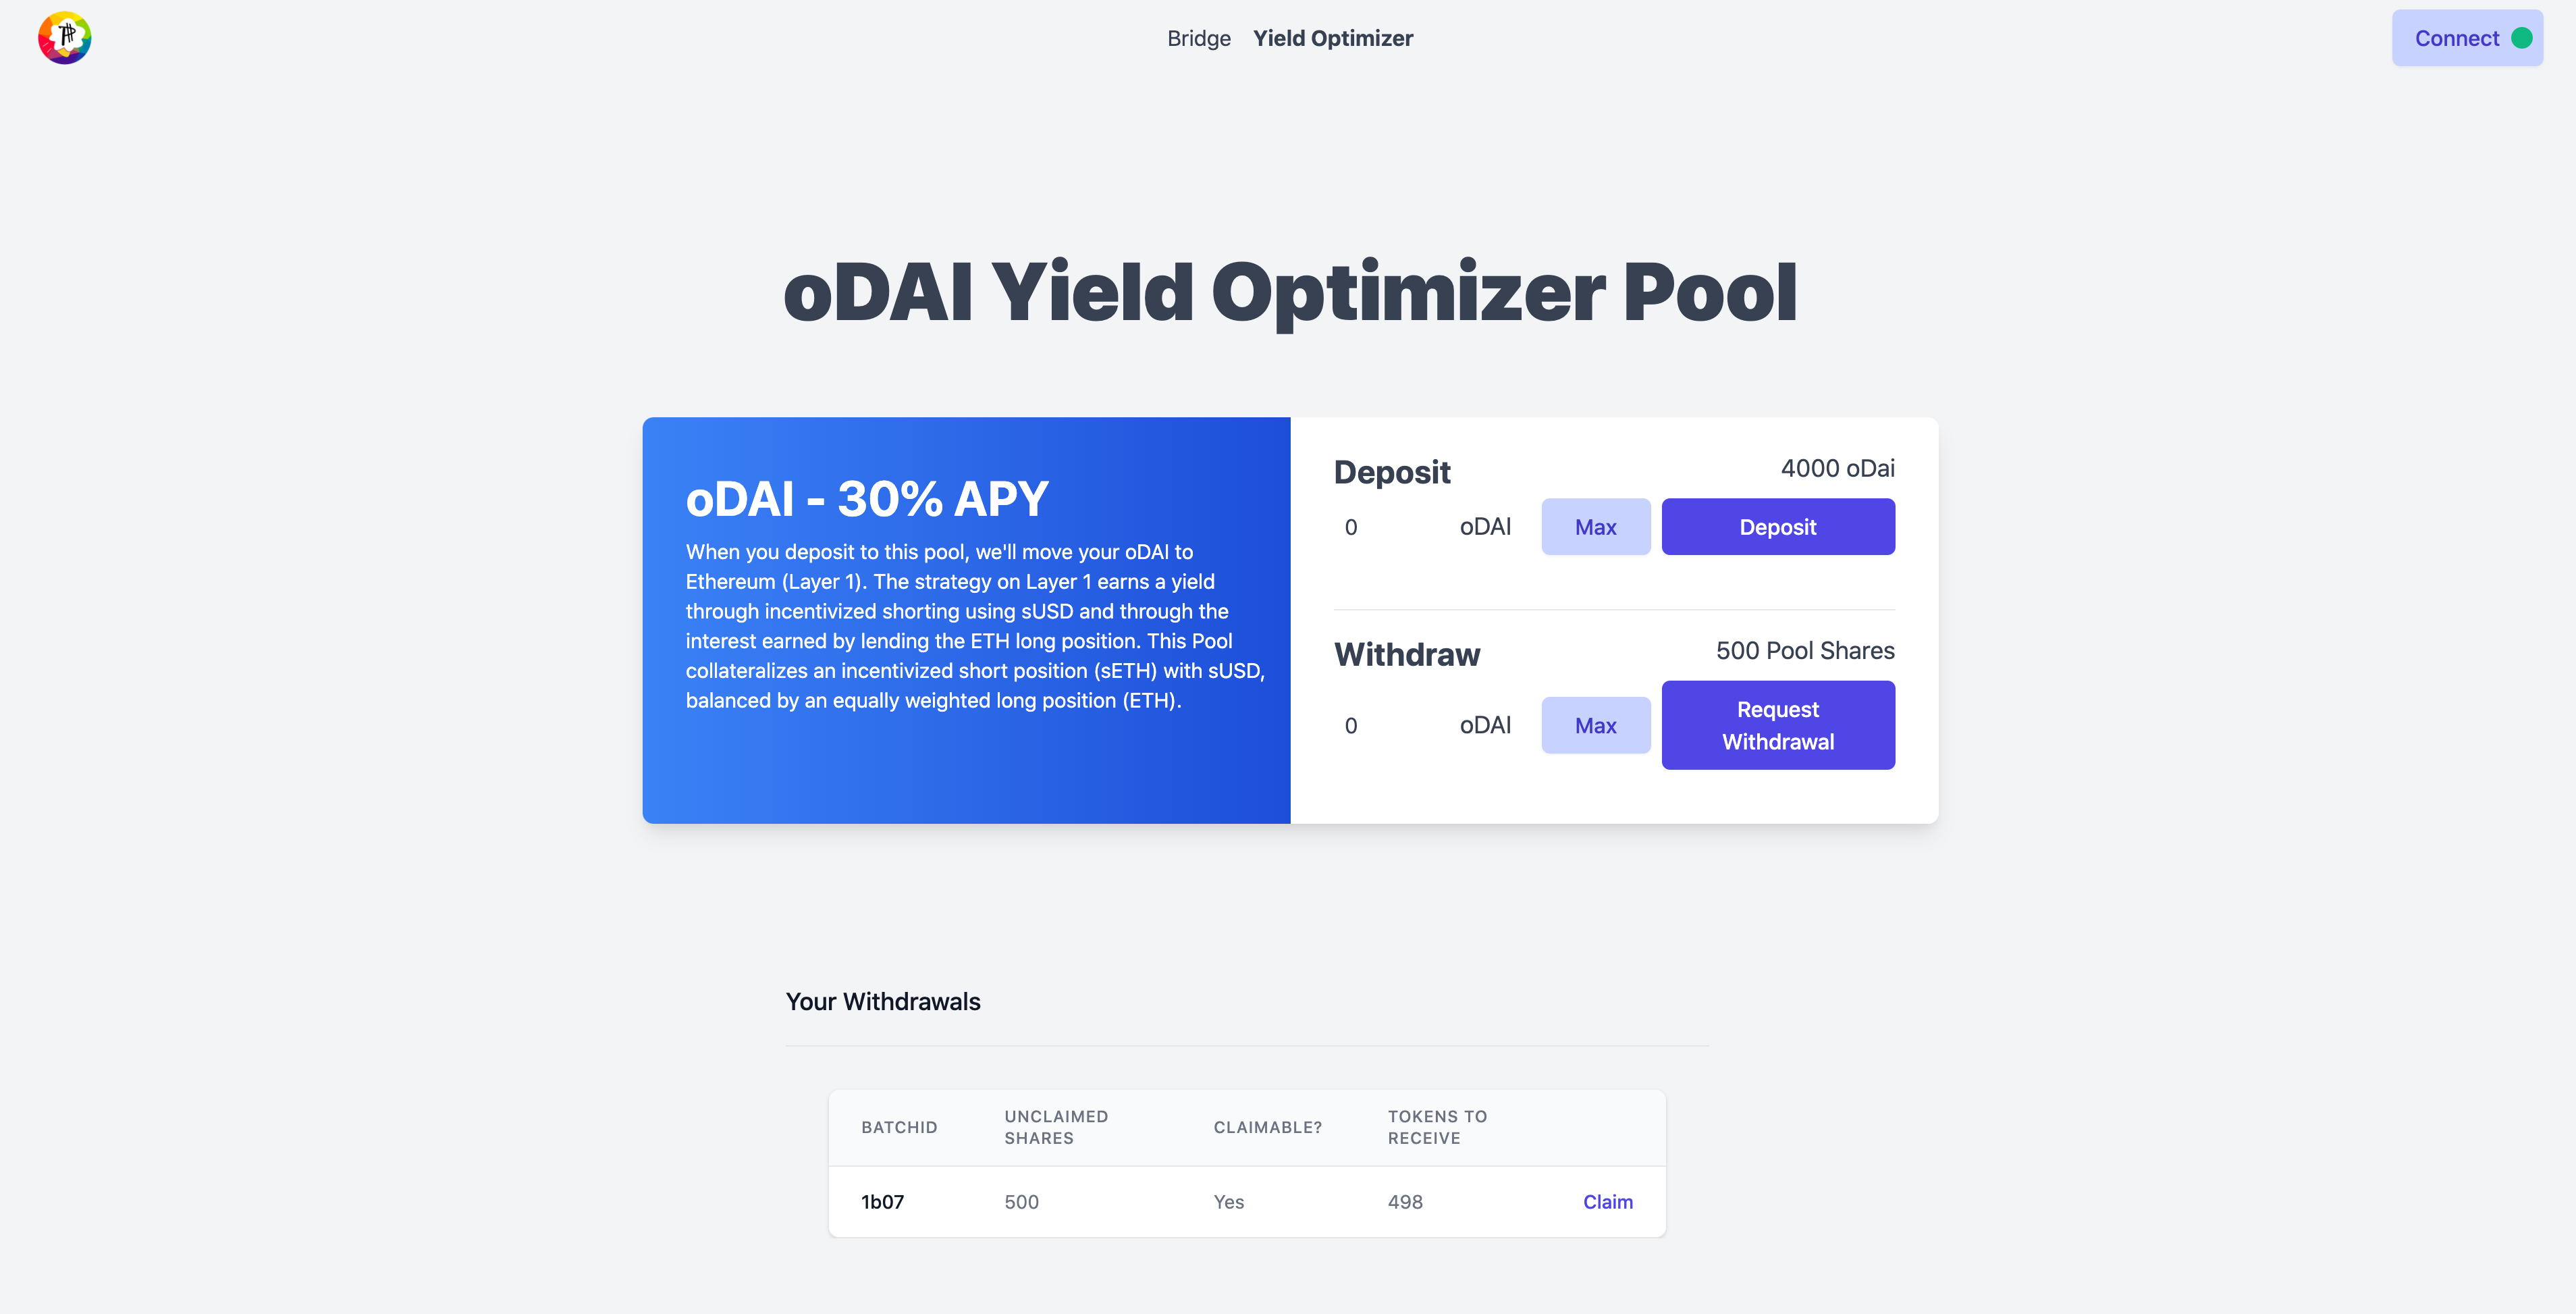 Bridge Yield Optimizer
Connect
oDAI Yield Optimizer Pool
oDAI - 30% APY
When you deposit to this pool, we'll move your oDAI to
Ethereum (Layer 1). The strategy on Layer 1 earns a yield
through incentivized shorting using sUSD and through the
interest earned by lending the ETH long position. This Pool
collateralizes an incentivized short position (sETH) with sUSD,
balanced by an equally weighted long position (ETH).
Deposit 4000 oDai
0 oDAI Max Deposit
Withdraw 500 Pool Shares
0 oDAI Max Request
Withdrawal
Your Withdrawals
BATCHID UNCLAIMED SHARES CLAIMABLE? TOKENS TO RECEIVE
1b07 500 Yes 498 Claim